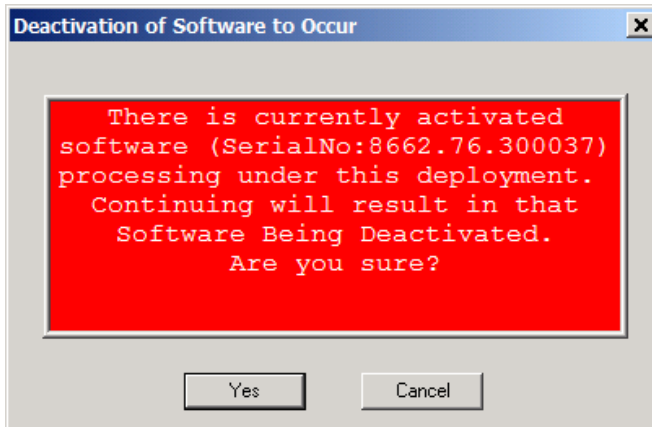 Deactivation of Software to Occur
There is currently activated
software (SerialNo:8662.76.300037)
processing under this deployment.
Continuing will result in that
Software Being Deactivated.
Are you sure?
Yes
Cancel